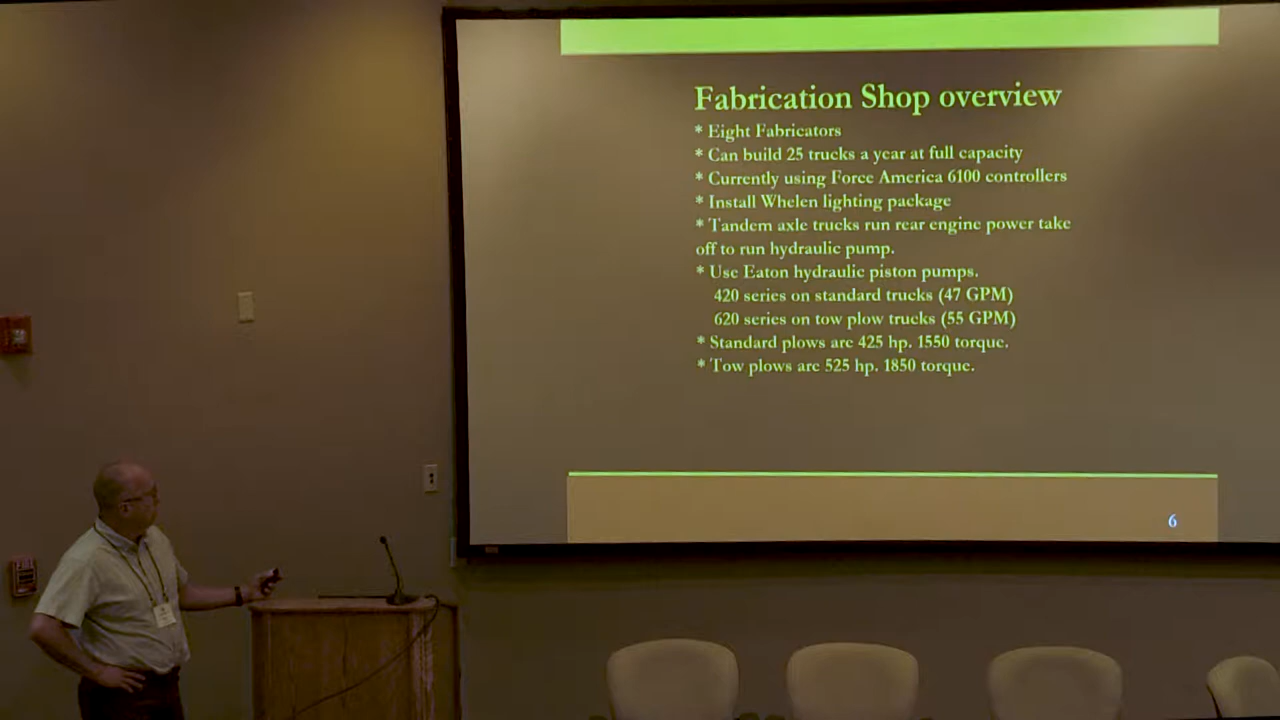 Fabrication Shop overview
* Eight Fabricators
* Can build 25 trucks a year at full capacity
* Currently using Force America 6100 controllers
* Install Whelen lighting package
* Tandem axle trucks run rear engine power take
off to run hydraulic pump.
* Use Eaton hydraulic piston pumps.
420 series on standard trucks (47 GPM)
620 series on tow plow trucks (55 GPM)
* Standard plows are 425 hp. 1550 torque.
* Tow plows are 525 hp. 1850 torque.
6